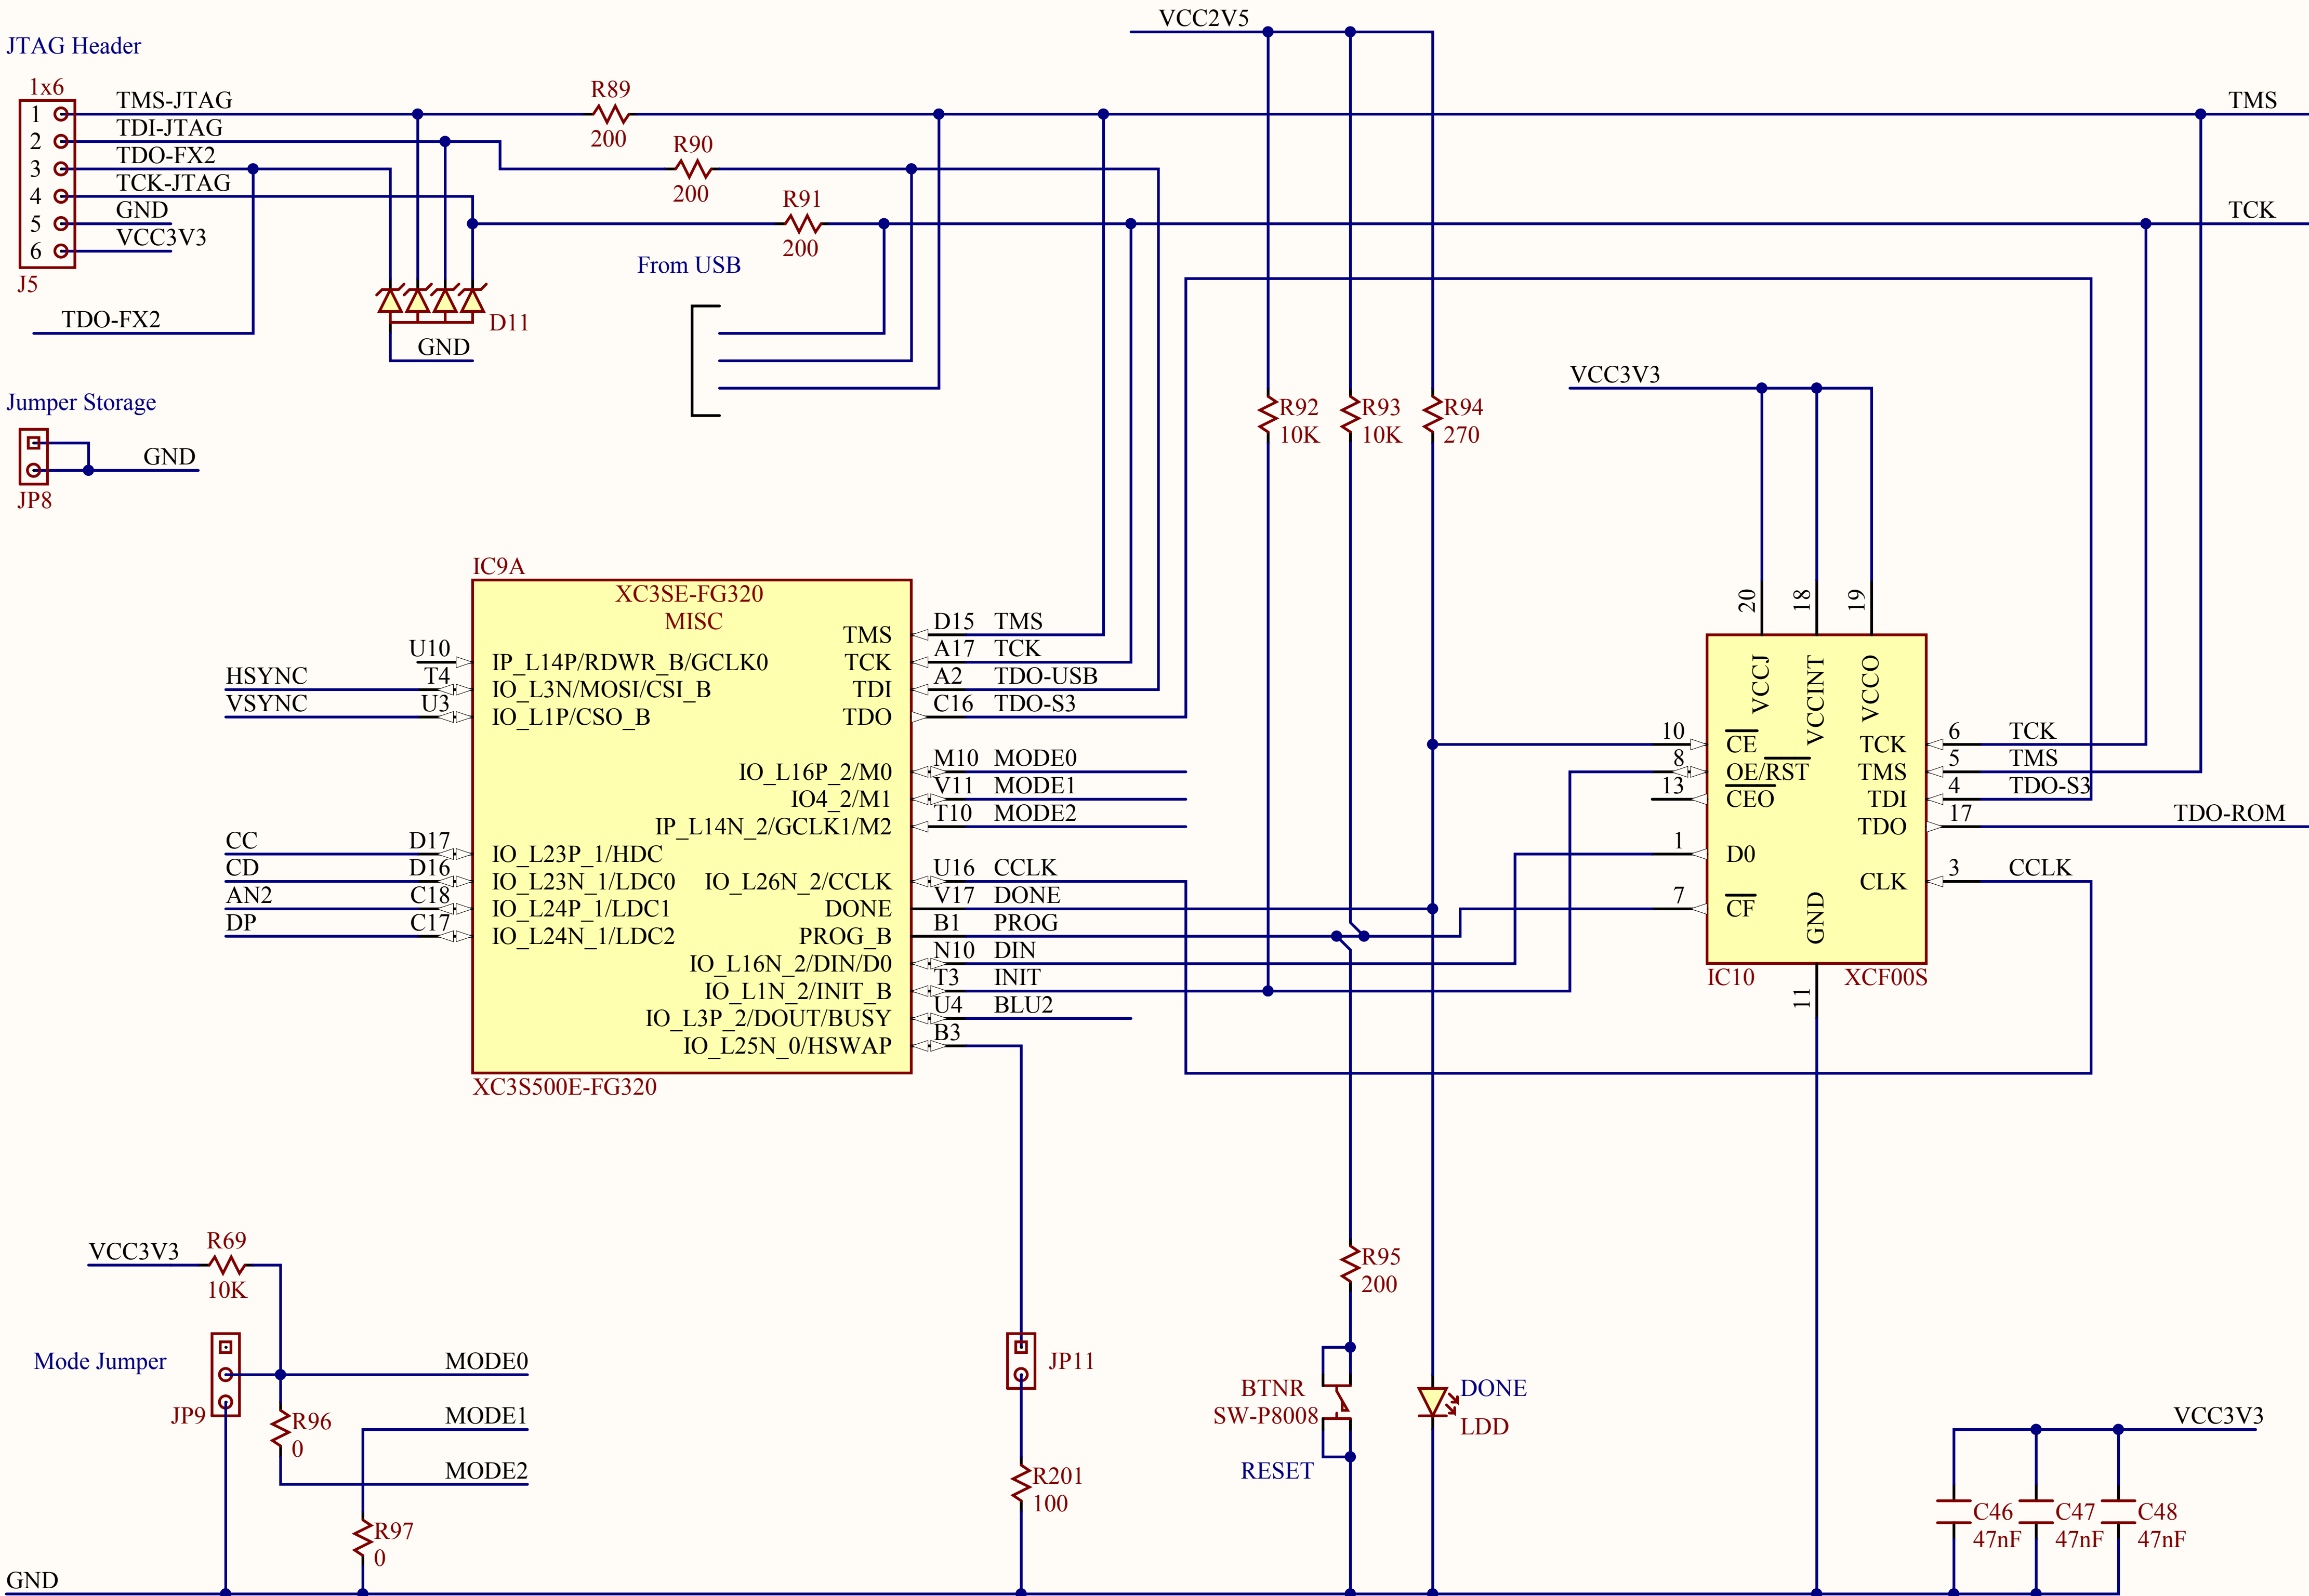 VCC2V5
JTAG Header
1x6
1 TMS-JTAG
2 TDI-JTAG
3 TDO-FX2
4 TCK-JTAG
5 GND
6 VCC3V3
J5
TDO-FX2
R89
200
R90
200
R91
200
TMS
TCK
From USB
D11
GND
Jumper Storage
GND
JP8
R92
10K
R93
10K
R94
270
VCC3V3
IC9A
XC3SE-FG320
MISC
HSYNC
VSYNC
U10 IP_L14P/RDWR_B/GCLK0
T4 IO_L3N/MOSI/CSI_B
U3 IO_L1P/CSO_B
CC D17 IO_L23P_1/HDC
CD D16 IO_L23N_1/LDC0
AN2 C18 IO_L24P_1/LDC1
DP C17 IO_L24N_1/LDC2
TMS D15 TMS
TCK A17 TCK
TDI A2 TDO-USB
TDO C16 TDO-S3
IO_L16P_2/M0 M10 MODE0
IO4_2/M1 V11 MODE1
IP_L14N_2/GCLK1/M2 T10 MODE2
IO_L26N_2/CCLK U16 CCLK
DONE V17 DONE
PROG_B B1 PROG
IO_L16N_2/DIN/D0 N10 DIN
IO_L1N_2/INIT_B T3 INIT
IO_L3P_2/DOUT/BUSY U4 BLU2
IO_L25N_0/HSWAP B3
XC3S500E-FG320
20 18 19
VCCJ VCCINT VCCO
10 CE
8 OE/RST
13 CEO
1 D0
7 CF
TCK 6 TCK
TMS 5 TMS
TDI 4 TDO-S3
TDO 17 TDO-ROM
CLK 3 CCLK
GND
IC10 XCF00S
11
VCC3V3 R69
10K
Mode Jumper
JP9
MODE0
R96
0
MODE1
MODE2
R97
0
JP11
R201
100
R95
200
BTNR
SW-P8008
RESET
DONE
LDD
VCC3V3
C46
47nF
C47
47nF
C48
47nF
GND